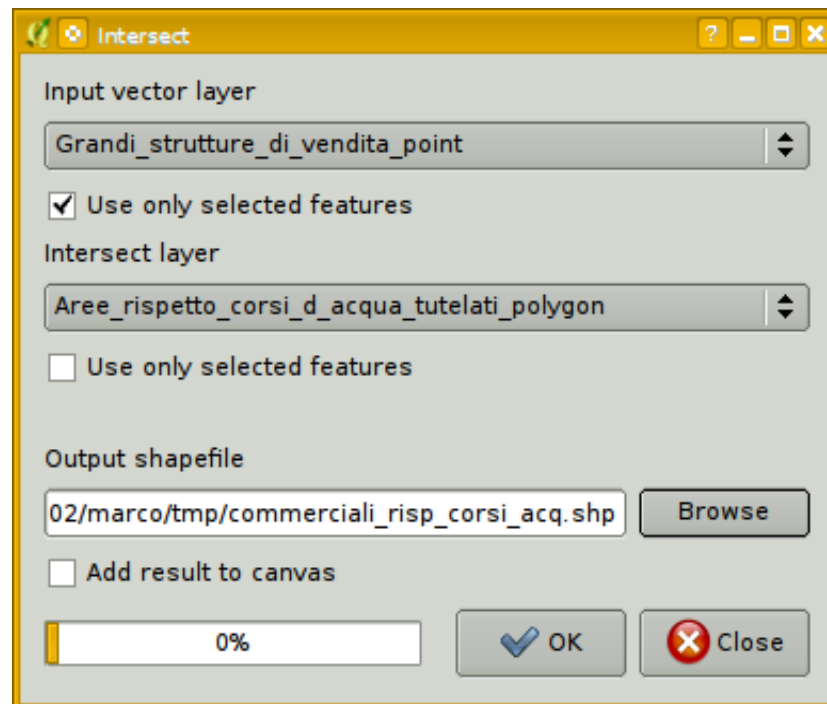 Intersect
Input vector layer
Grandi_strutture_di_vendita_point
Use only selected features
Intersect layer
Aree_rispetto_corsi_d_acqua_tutelati_polygon
Use only selected features
Output shapefile
02/marco/tmp/commerciali_risp_corsi_acq.shp Browse
Add result to canvas
0% OK Close